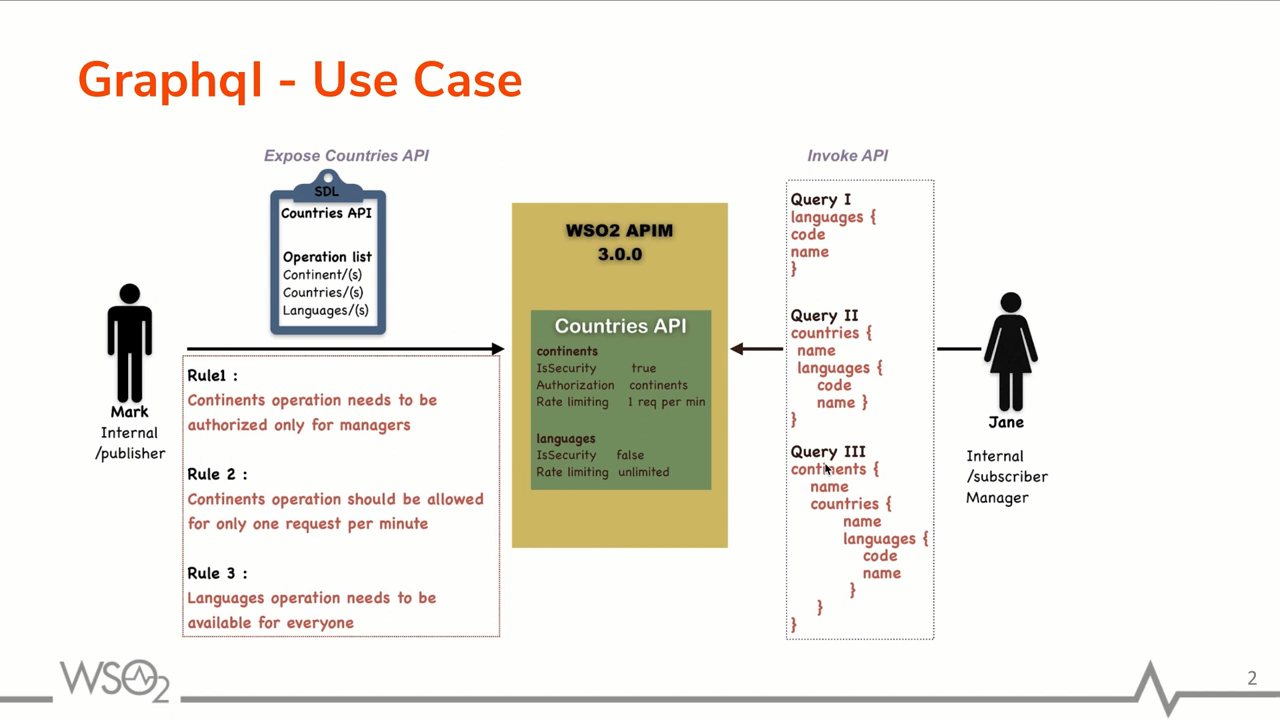 Graphql - Use Case
Expose Countries API
SDL
Countries API
Operation list
Continent/(s)
Countries/(s)
Languages/(s)
Mark
Internal
/publisher
Rule1 :
Continents operation needs to be
authorized only for managers
Rule 2 :
Continents operation should be allowed
for only one request per minute
Rule 3 :
Languages operation needs to be
available for everyone
WSO2 APIM
3.0.0
Countries API
continents
IsSecurity true
Authorization continents
Rate limiting 1 req per min
languages
IsSecurity false
Rate limiting unlimited
Invoke API
Query I
languages {
code
name
}
Query II
countries {
name
languages {
code
name }
}
Query III
continents {
name
countries {
name
languages {
code
name
}
}
}
Jane
Internal
/subscriber
Manager
WSO2
2